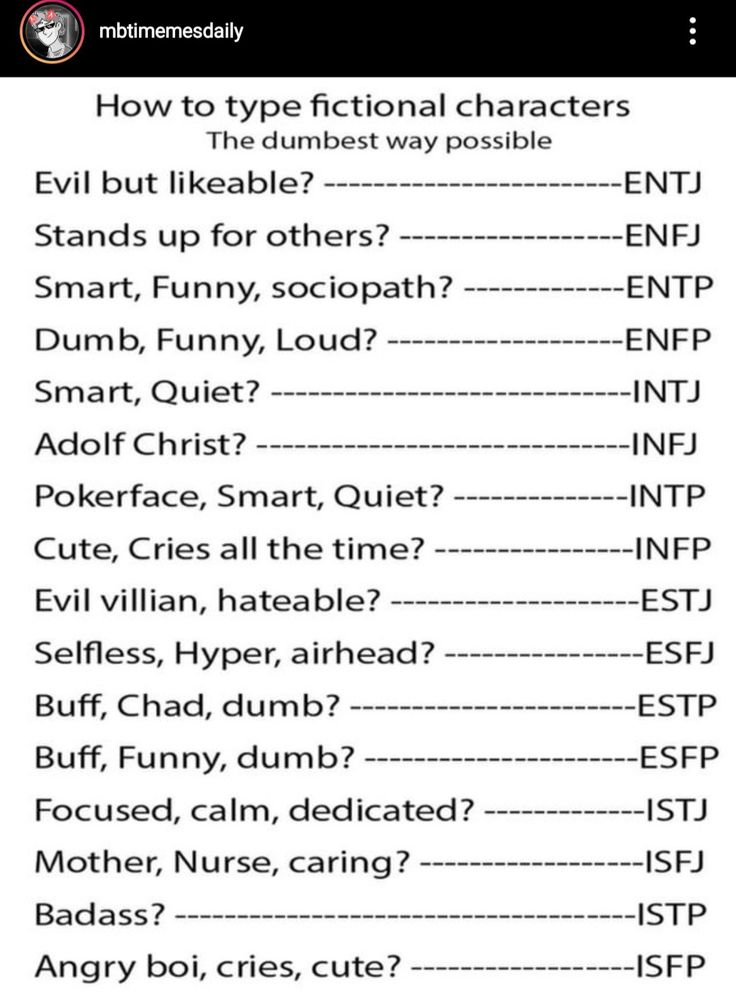 mbtimemesdaily
How to type fictional characters
The dumbest way possible
Evil but likeable? ------------------------ENTJ
Stands up for others? ------------------ENFJ
Smart, Funny, sociopath? -------------ENTP
Dumb, Funny, Loud? -------------------ENFP
Smart, Quiet? -----------------------------INTJ
Adolf Christ? ------------------------------INFJ
Pokerface, Smart, Quiet? --------------INTP
Cute, Cries all the time? ----------------INFP
Evil villian, hateable? --------------------ESTJ
Selfless, Hyper, airhead? ----------------ESFJ
Buff, Chad, dumb? -----------------------ESTP
Buff, Funny, dumb? ----------------------ESFP
Focused, calm, dedicated? -------------ISTJ
Mother, Nurse, caring? ------------------ISFJ
Badass? -------------------------------------ISTP
Angry boi, cries, cute? ------------------ISFP